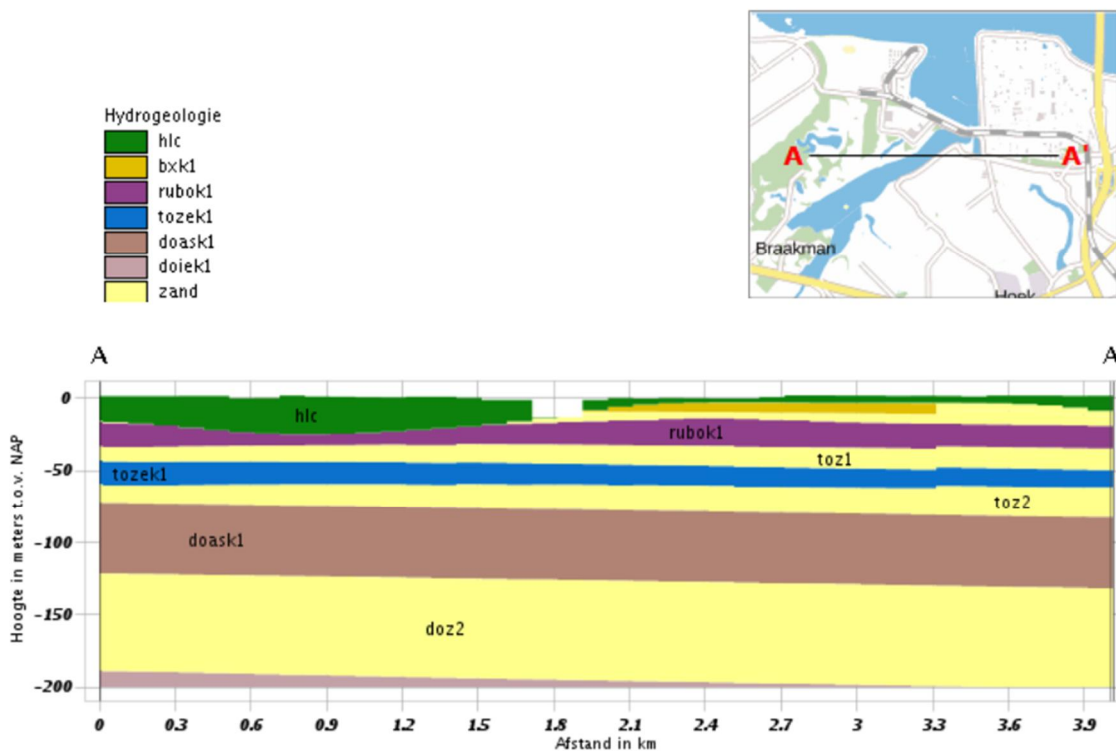 Hydrogeologie
hlc
bxk1
rubok1
tozek1
doask1
doiek1
zand
A A'
Braakman
Hoek
A A
Hoogte in meters t.o.v. NAP
0
-50
-100
-150
-200
hlc
rubok1
toz1
tozek1
toz2
doask1
doz2
0 0.3 0.6 0.9 1.2 1.5 1.8 2.1 2.4 2.7 3 3.3 3.6 3.9
Afstand in km